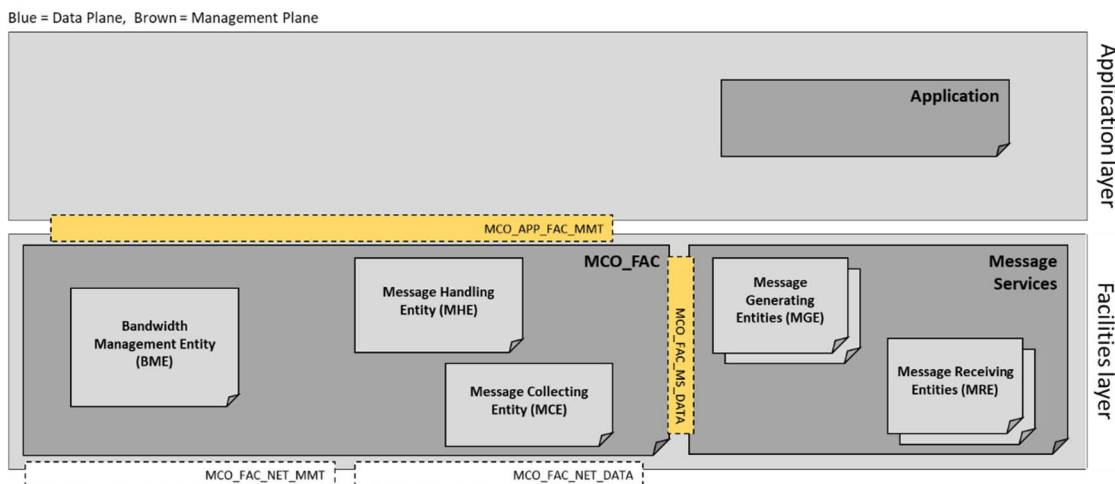 Blue = Data Plane, Brown = Management Plane
Application
Application layer
MCO_APP_FAC_MMT
MCO_FAC
Bandwidth
Management Entity
(BME)
Message Handling
Entity (MHE)
Message Collecting
Entity (MCE)
MCO_FAC_MS_DATA
Message
Services
Message
Generating
Entities (MGE)
Message Receiving
Entities (MRE)
Facilities layer
MCO_FAC_NET_MMT
MCO_FAC_NET_DATA